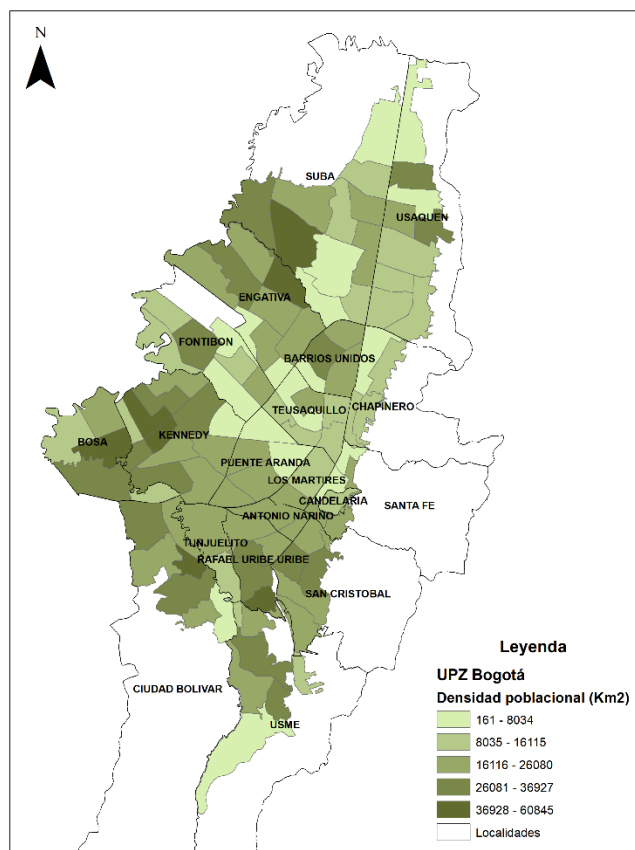 N
SUBA
USAQUEN
ENGATIVA
FONTIBON
BARRIOS UNIDOS
TEUSAQUILLO
CHAPINERO
BOSA
KENNEDY
PUENTE ARANDA
LOS MARTIRES
CANDELARIA
SANTA FE
ANTONIO NARIÑO
TUNJUELITO
RAFAEL URIBE URIBE
SAN CRISTOBAL
CIUDAD BOLIVAR
USME
Leyenda
UPZ Bogotá
Densidad poblacional (Km2)
161 - 8034
8035 - 16115
16116 - 26080
26081 - 36927
36928 - 60845
Localidades